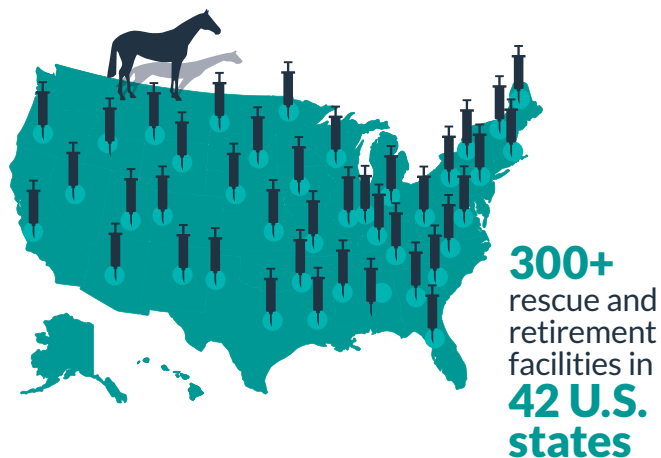 300+
rescue and
retirement
facilities in
42 U.S.
states